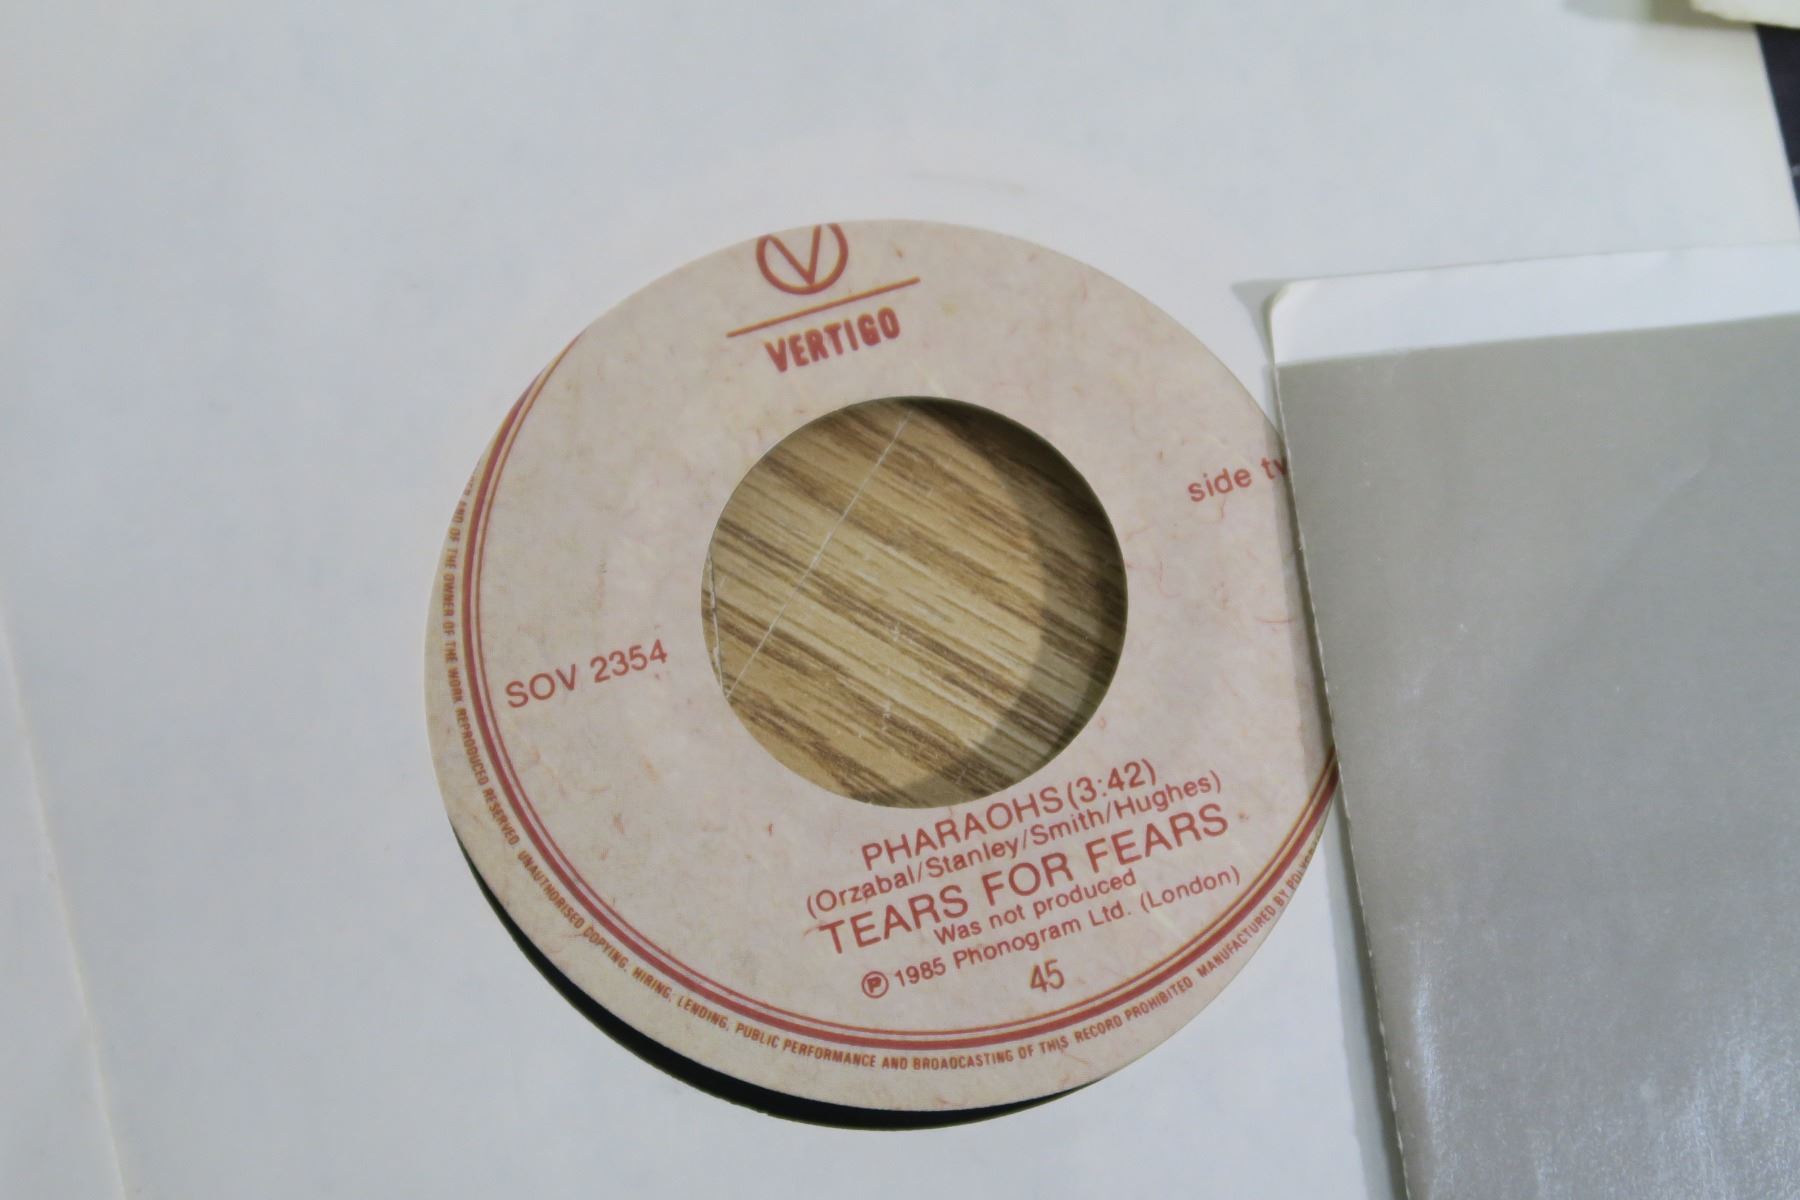 V
VERTIGO
side
SOV 2354
PHARAOHS (3:42)
(Orzabal/Stanley/Smith/Hughes)
TEARS FOR FEARS
Was not produced
Ⓟ 1985 Phonogram Ltd. (London)
45
AND OF THE OWNER OF THE WORK REPRODUCED RESERVED. UNAUTHORISED COPYING, HIRING, LENDING, PUBLIC PERFORMANCE AND BROADCASTING OF THIS RECORD PROHIBITED. MANUFACTURED BY